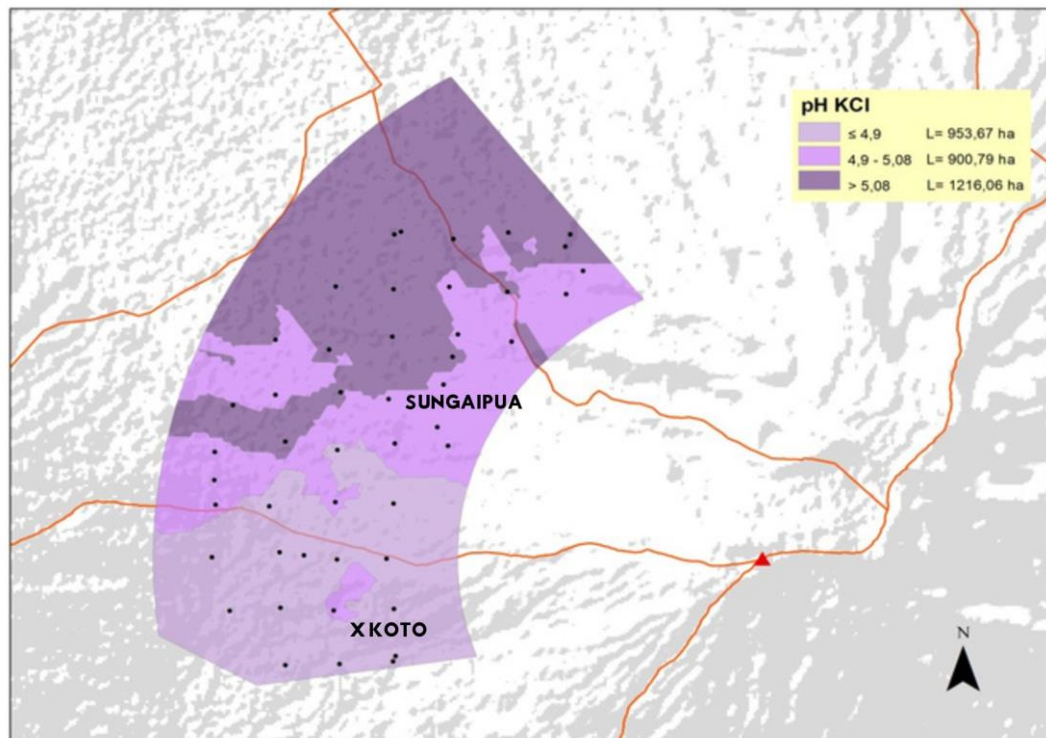 pH KCl
≤ 4,9 L= 953,67 ha
4,9 - 5,08 L= 900,79 ha
> 5,08 L= 1216,06 ha
SUNGAIPUA
X KOTO
N